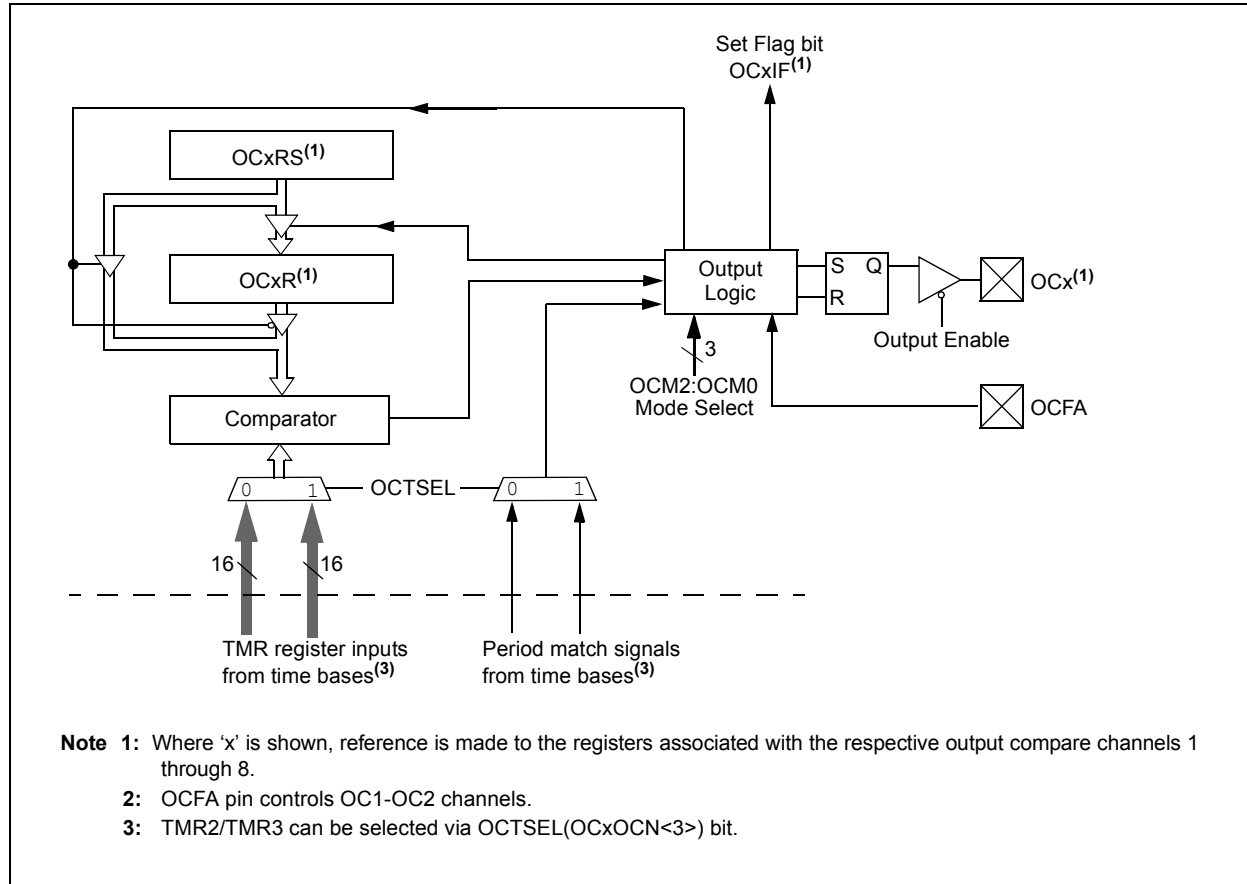 Set Flag bit
OCxIF(1)
OCxRS(1)
OCxR(1)
Output
Logic
S Q
R
OCx(1)
Output Enable
3
OCM2:OCM0
Mode Select
OCFA
Comparator
0 1
OCTSEL
0 1
16
16
TMR register inputs
from time bases(3)
Period match signals
from time bases(3)
Note 1: Where ‘x’ is shown, reference is made to the registers associated with the respective output compare channels 1
through 8.
2: OCFA pin controls OC1-OC2 channels.
3: TMR2/TMR3 can be selected via OCTSEL(OCxOCN<3>) bit.